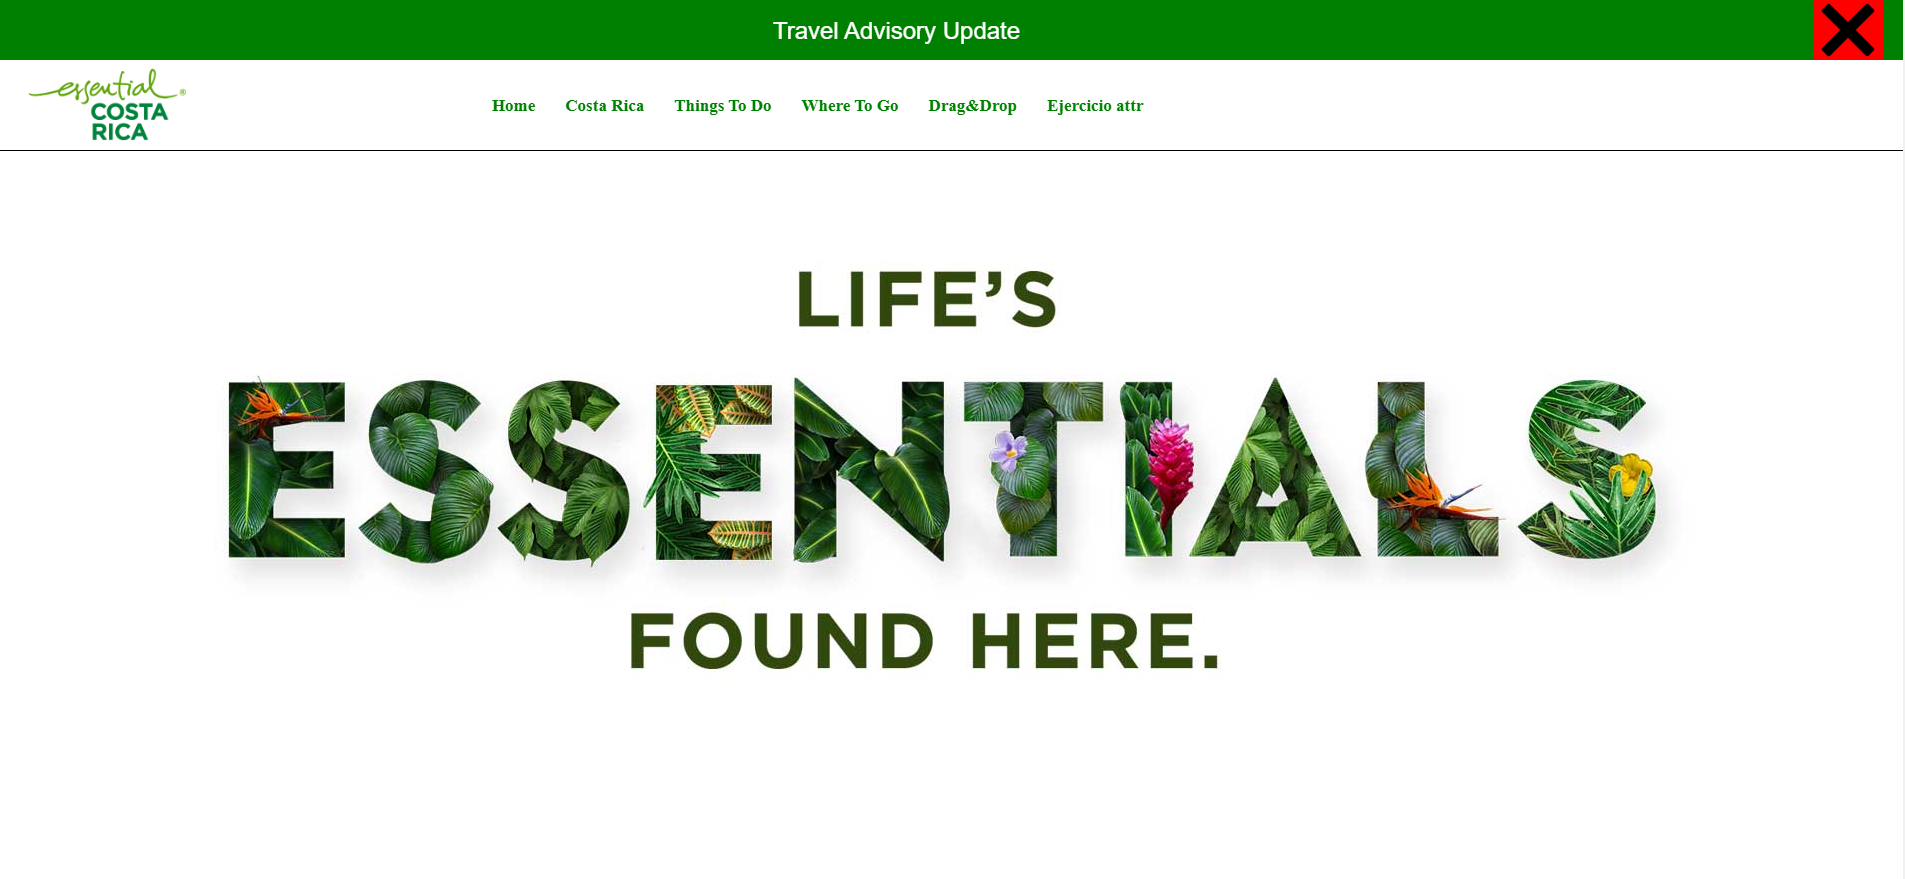 Travel Advisory Update
essential®
COSTA
RICA
Home Costa Rica Things To Do Where To Go Drag&Drop Ejercicio attr
LIFE’S
ESSENTIALS
FOUND HERE.